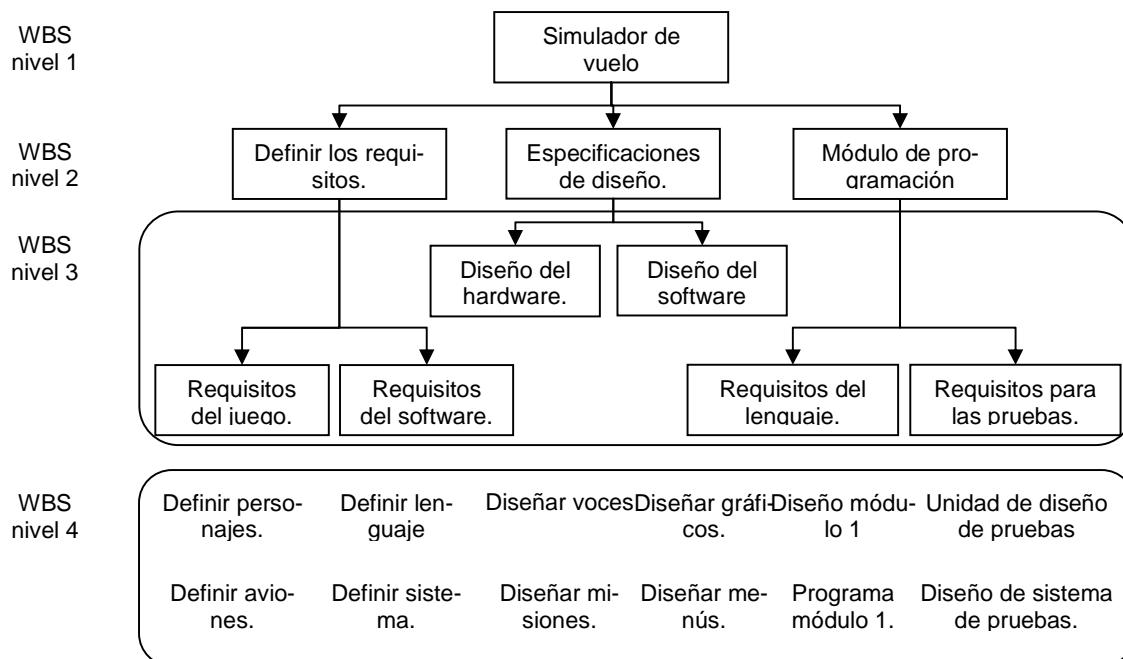 WBS
nivel 1
Simulador de
vuelo
WBS
nivel 2
Definir los requi-
sitos.
Especificaciones
de diseño.
Módulo de pro-
gramación
WBS
nivel 3
Diseño del
hardware.
Diseño del
software
Requisitos
del juego.
Requisitos
del software.
Requisitos del
lenguaje.
Requisitos para
las pruebas.
WBS
nivel 4
Definir perso-
najes.
Definir len-
guaje
Diseñar voces
Diseñar gráfi-
cos.
Diseño módu-
lo 1
Unidad de diseño
de pruebas
Definir avio-
nes.
Definir siste-
ma.
Diseñar mi-
siones.
Diseñar me-
nús.
Programa
módulo 1.
Diseño de sistema
de pruebas.